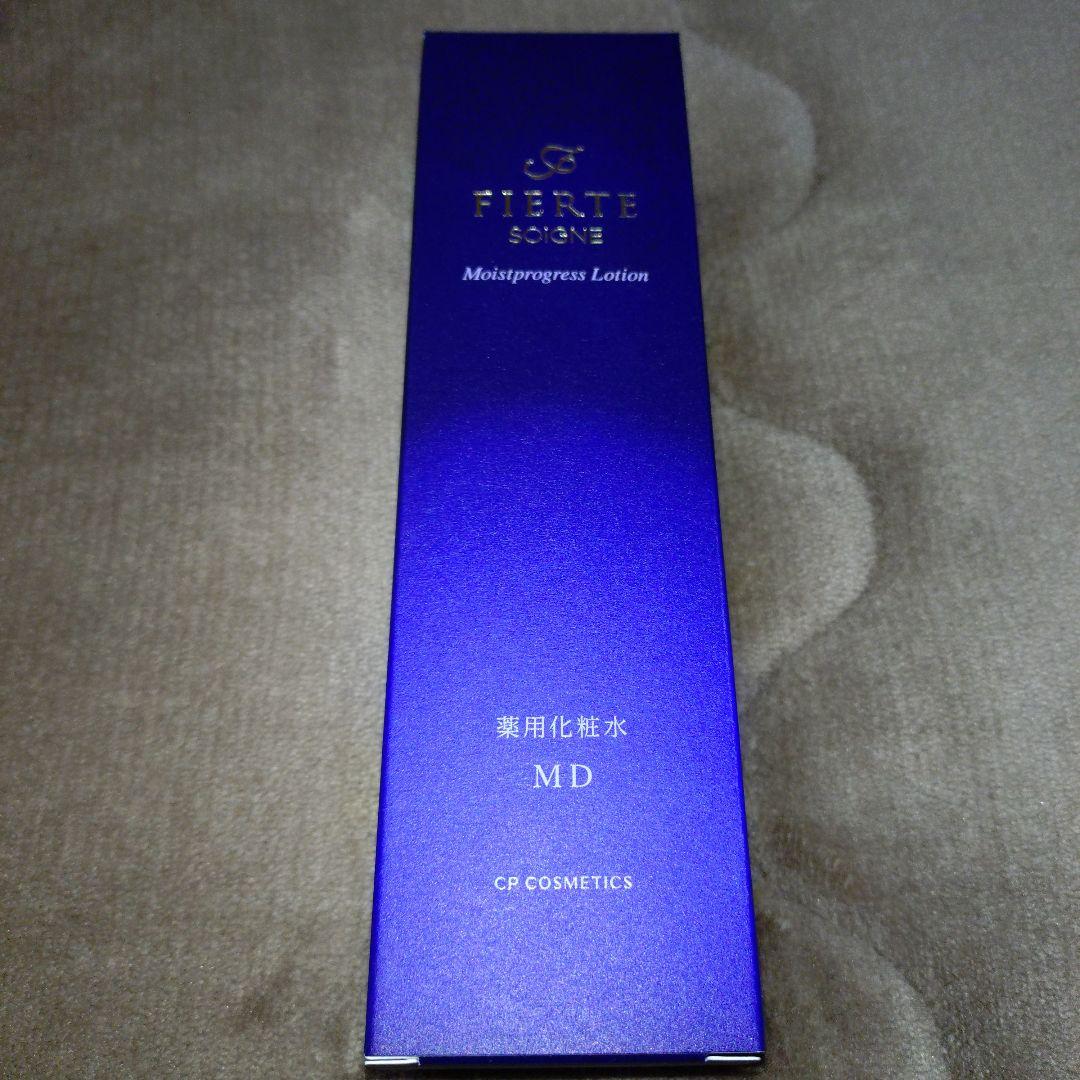 FIERTE
SOIGNE
Moistprogress Lotion
薬用化粧水
MD
CP COSMETICS